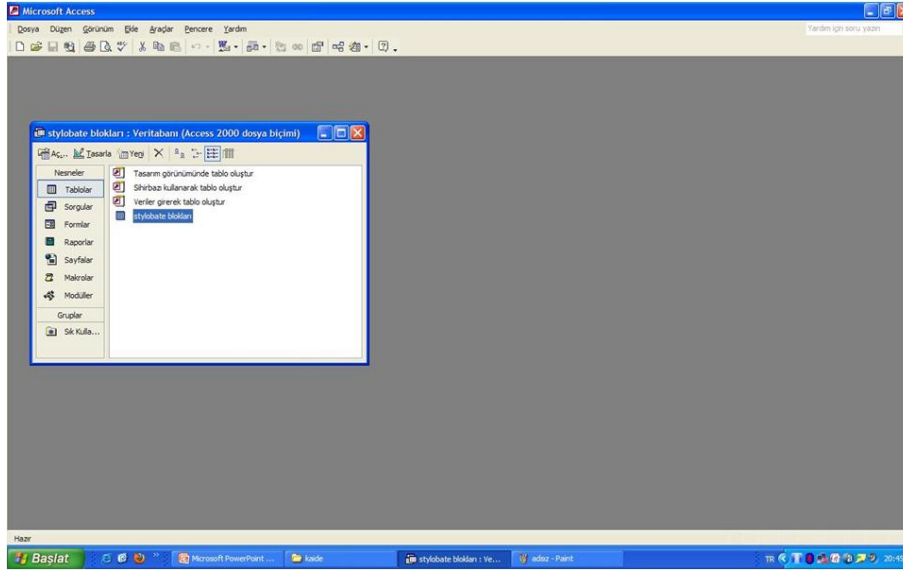 Microsoft Access
Dosya Düzen Görünüm Ekle Araçlar Pencere Yardım
Yardım için soru yazın
stylobate blokları : Veritabanı (Access 2000 dosya biçimi)
Aç... Tasarla Yeni
Nesneler
Tablolar
Sorgular
Formlar
Raporlar
Sayfalar
Makrolar
Modüller
Gruplar
Sık Kulla...
Tasarım görünümünde tablo oluştur
Sihirbazı kullanarak tablo oluştur
Veriler girerek tablo oluştur
stylobate blokları
Hazır
Başlat
Microsoft PowerPoint ...
kaide
stylobate blokları : Ve...
adsız - Paint
TR
20:45